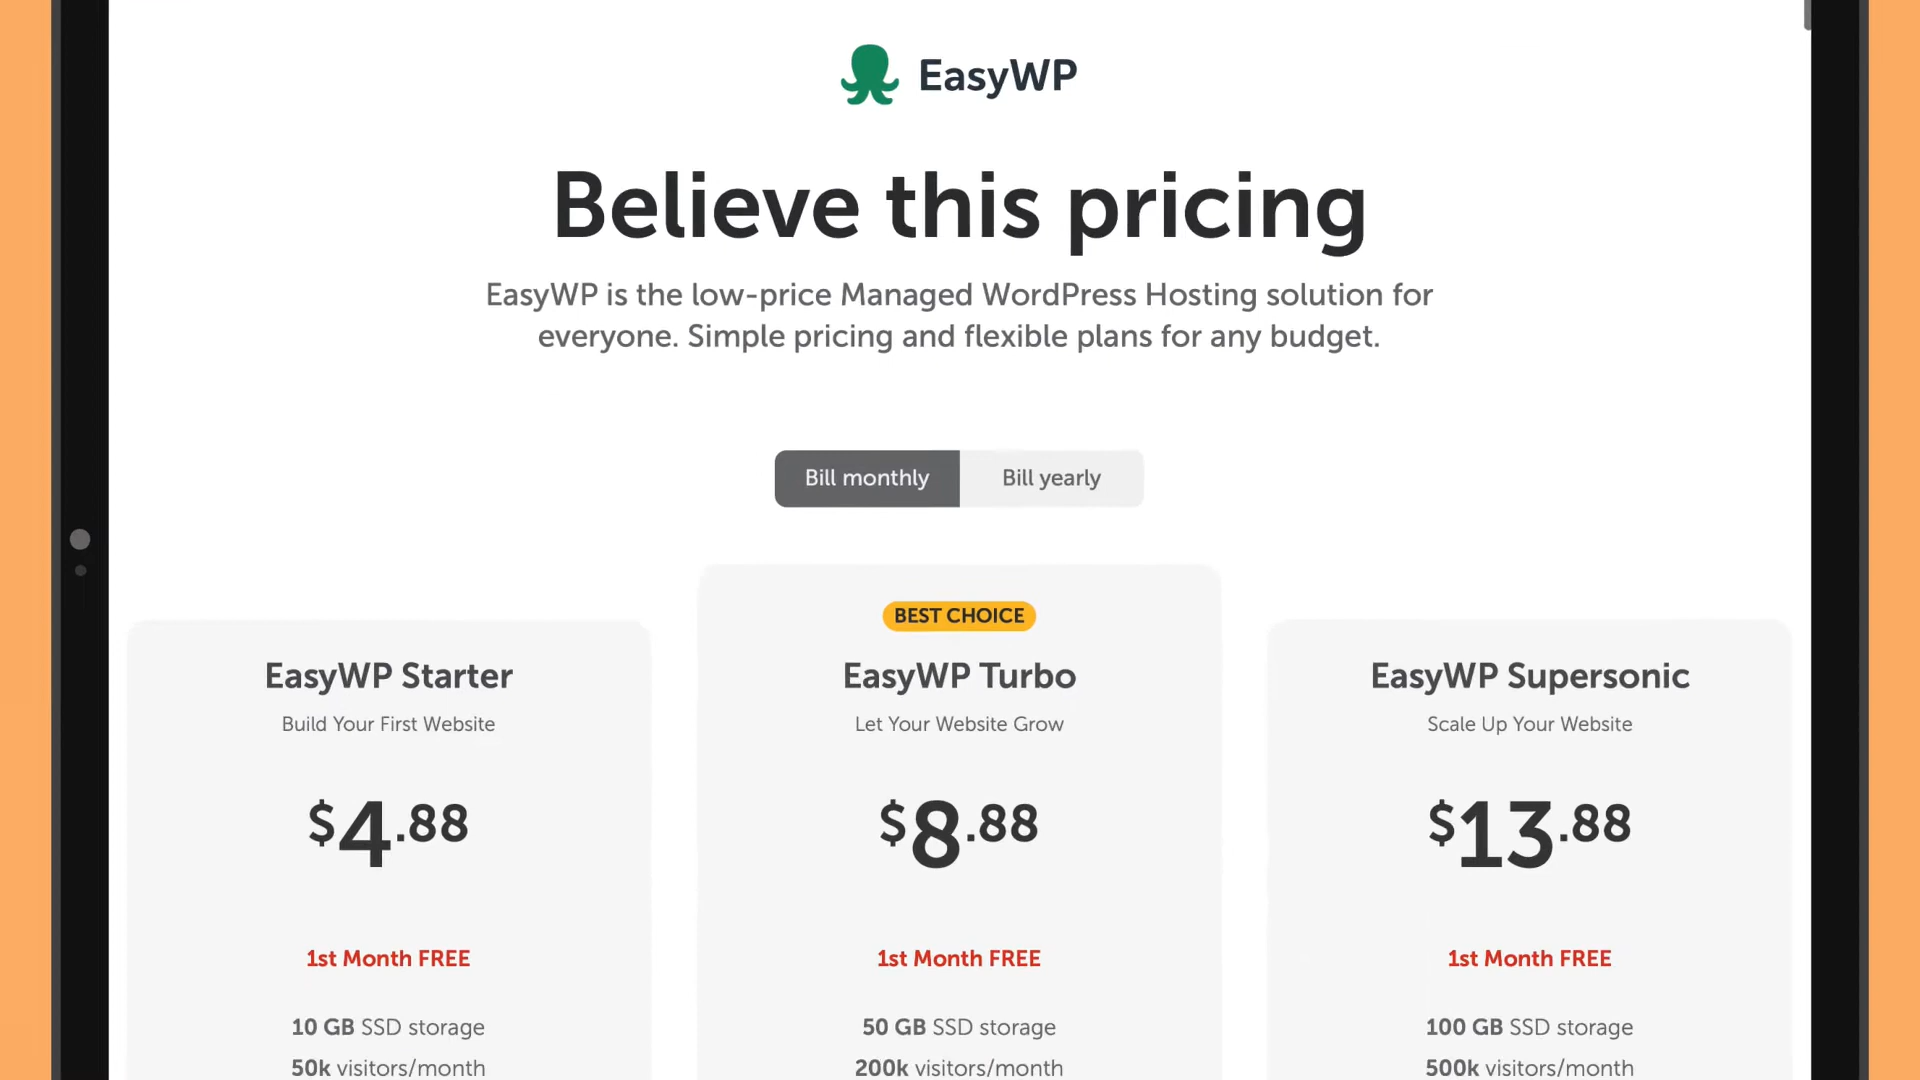 EasyWP
Believe this pricing
EasyWP is the low-price Managed WordPress Hosting solution for
everyone. Simple pricing and flexible plans for any budget.
Bill monthly
Bill yearly
EasyWP Starter
Build Your First Website
$4.88
1st Month FREE
10 GB SSD storage
50k visitors/month
BEST CHOICE
EasyWP Turbo
Let Your Website Grow
$8.88
1st Month FREE
50 GB SSD storage
200k visitors/month
EasyWP Supersonic
Scale Up Your Website
$13.88
1st Month FREE
100 GB SSD storage
500k visitors/month